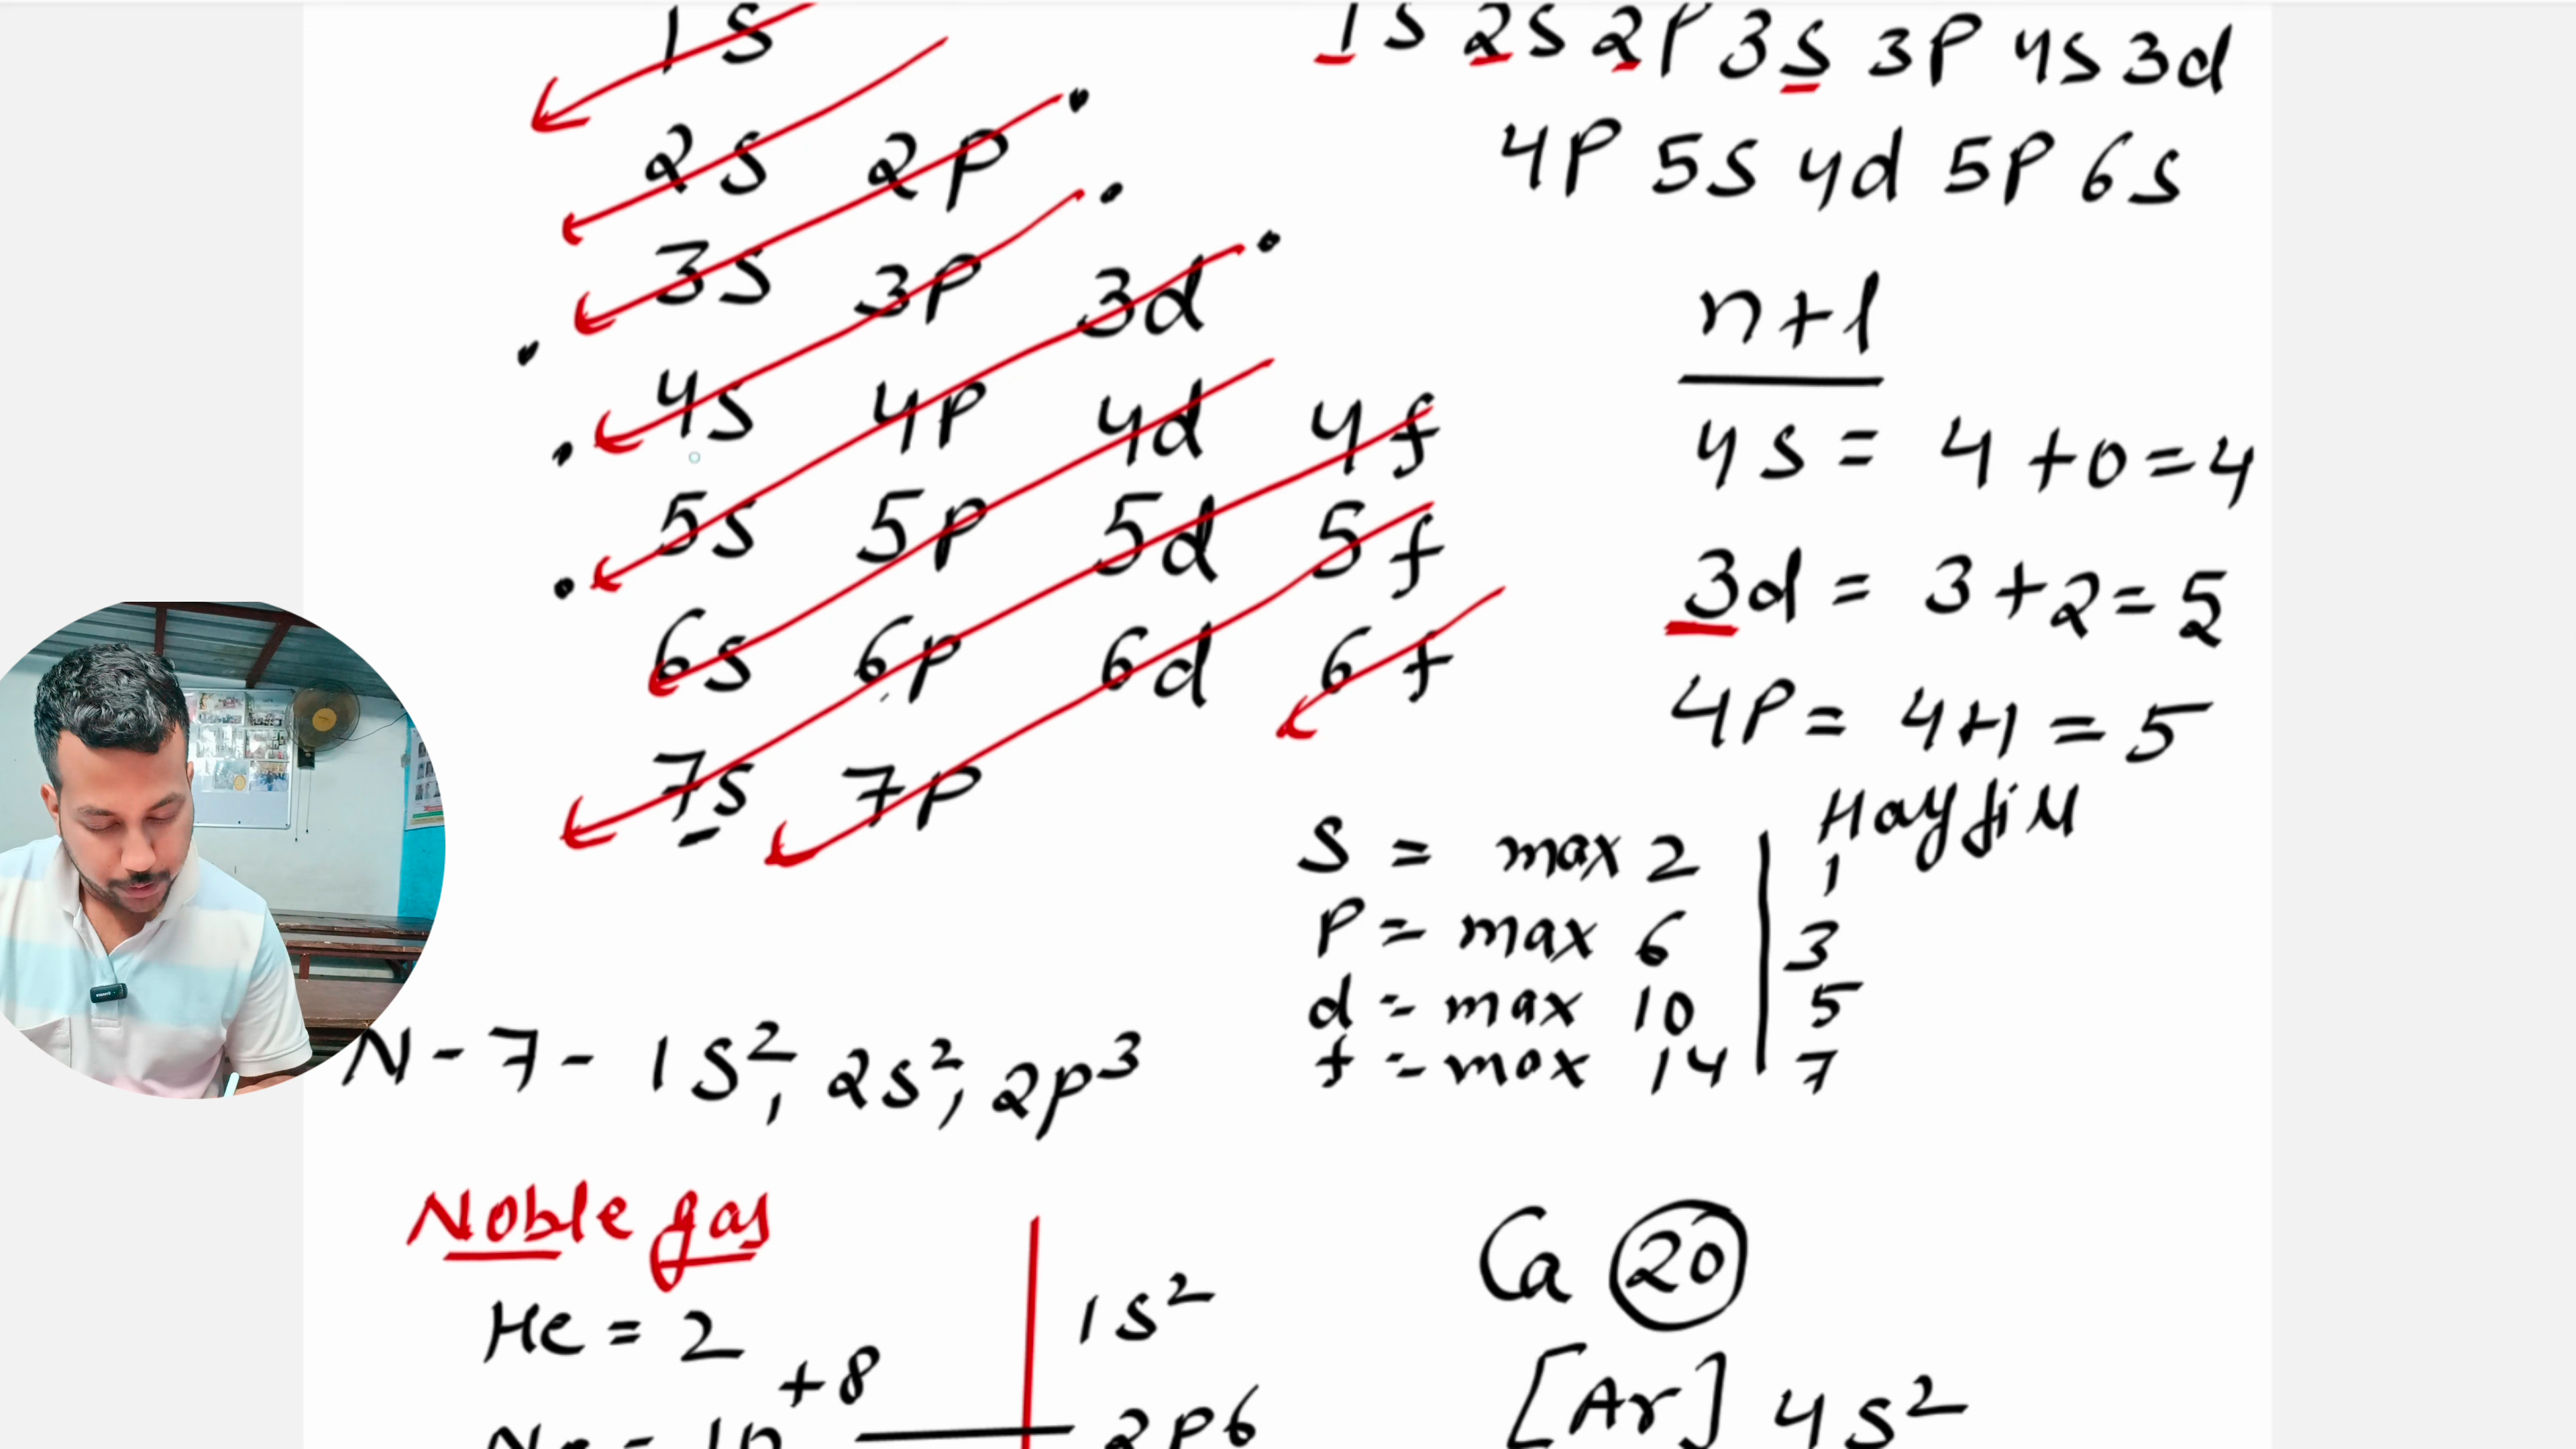 1s
2s 2p
3s 3p 3d
4s 4p 4d 4f
5s 5p 5d 5f
6s 6p 6d 6f
7s 7p
1s 2s 2p 3s 3p 4s 3d
4p 5s 4d 5p 6s
n+l
4s = 4+0=4
3d = 3+2=5
4p = 4+1=5
Hayfill
s = max 2 | 1
p = max 6 | 3
d = max 10 | 5
f = max 14 | 7
N - 7 - 1s², 2s², 2p³
Noble gas
He = 2 | 1s²
+8
Ne = 10 | 2p6
Ca 20
[Ar] 4s²